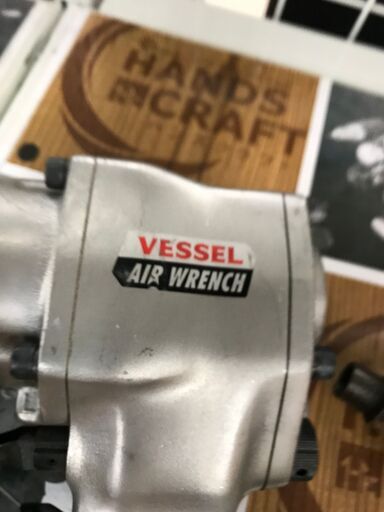 HANDS
CRAFT
VESSEL
AIR WRENCH